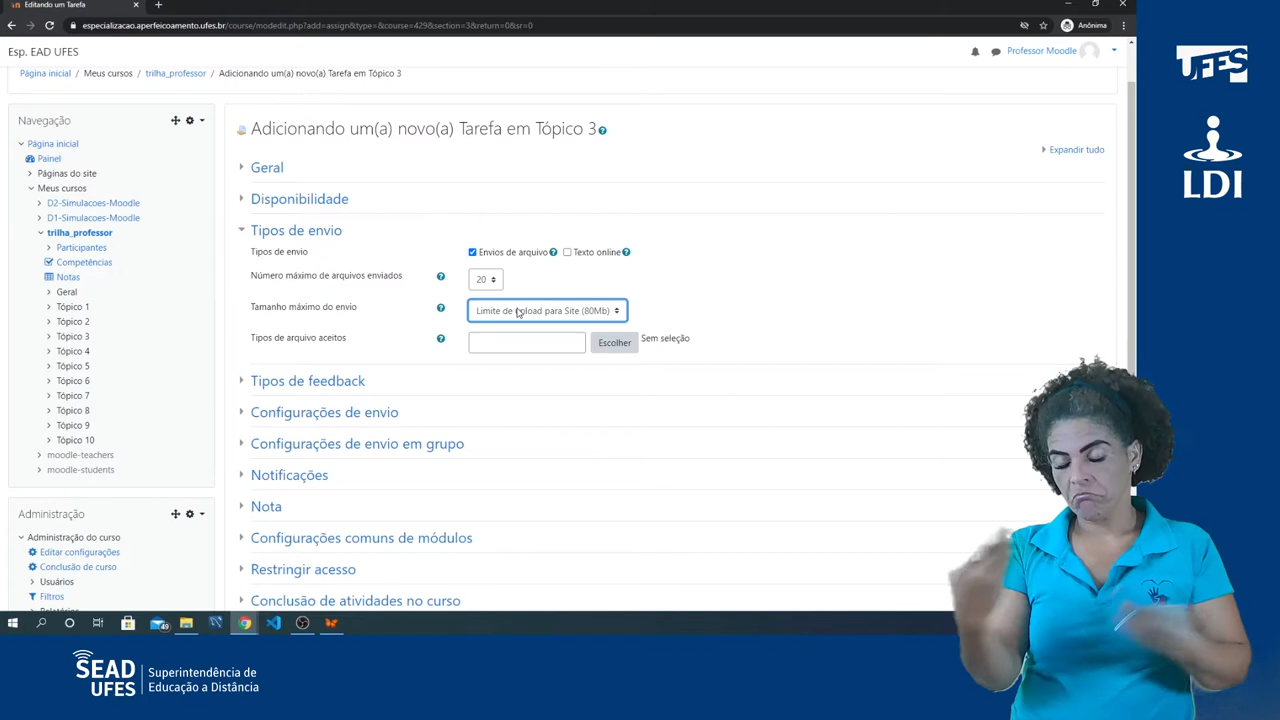 Editando um Tarefa
especializacao.aperfeicoamento.ufes.br/course/modedit.php?add=assign&type=&course=429&section=3&return=0&sr=0
Anônima
Esp. EAD UFES
Professor Moodle
Página inicial / Meus cursos / trilha_professor / Adicionando um(a) novo(a) Tarefa em Tópico 3
UFES
LDI
Navegação
Página inicial
Painel
Páginas do site
Meus cursos
D2-Simulacoes-Moodle
D1-Simulacoes-Moodle
trilha_professor
Participantes
Competências
Notas
Geral
Tópico 1
Tópico 2
Tópico 3
Tópico 4
Tópico 5
Tópico 6
Tópico 7
Tópico 8
Tópico 9
Tópico 10
moodle-teachers
moodle-students
Administração
Administração do curso
Editar configurações
Conclusão de curso
Usuários
Filtros
Adicionando um(a) novo(a) Tarefa em Tópico 3
Expandir tudo
Geral
Disponibilidade
Tipos de envio
Tipos de envio Envios de arquivo Texto online
Número máximo de arquivos enviados 20
Tamanho máximo do envio Limite de upload para Site (80Mb)
Tipos de arquivo aceitos Escolher Sem seleção
Tipos de feedback
Configurações de envio
Configurações de envio em grupo
Notificações
Nota
Configurações comuns de módulos
Restringir acesso
Conclusão de atividades no curso
49
SEAD UFES
Superintendência de
Educação a Distância